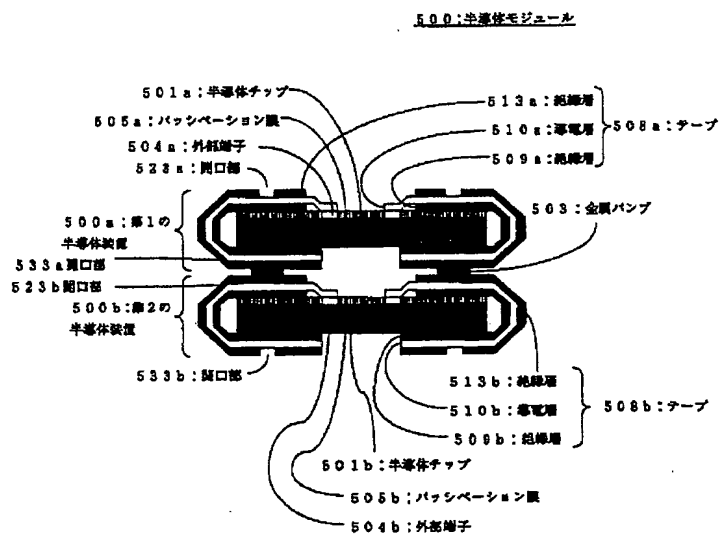 500:半導体モジュール
501a:半導体チップ
505a:パッシベーション膜
504a:外部端子
523a:開口部
500a:第1の
半導体装置
533a開口部
523b開口部
500b:第2の
半導体装置
533b:開口部
513a:絶縁層
510a:導電層
509a:絶縁層
508a:テープ
503:金属バンプ
513b:絶縁層
510b:導電層
509b:絶縁層
508b:テープ
501b:半導体チップ
505b:パッシベーション膜
504b:外部端子